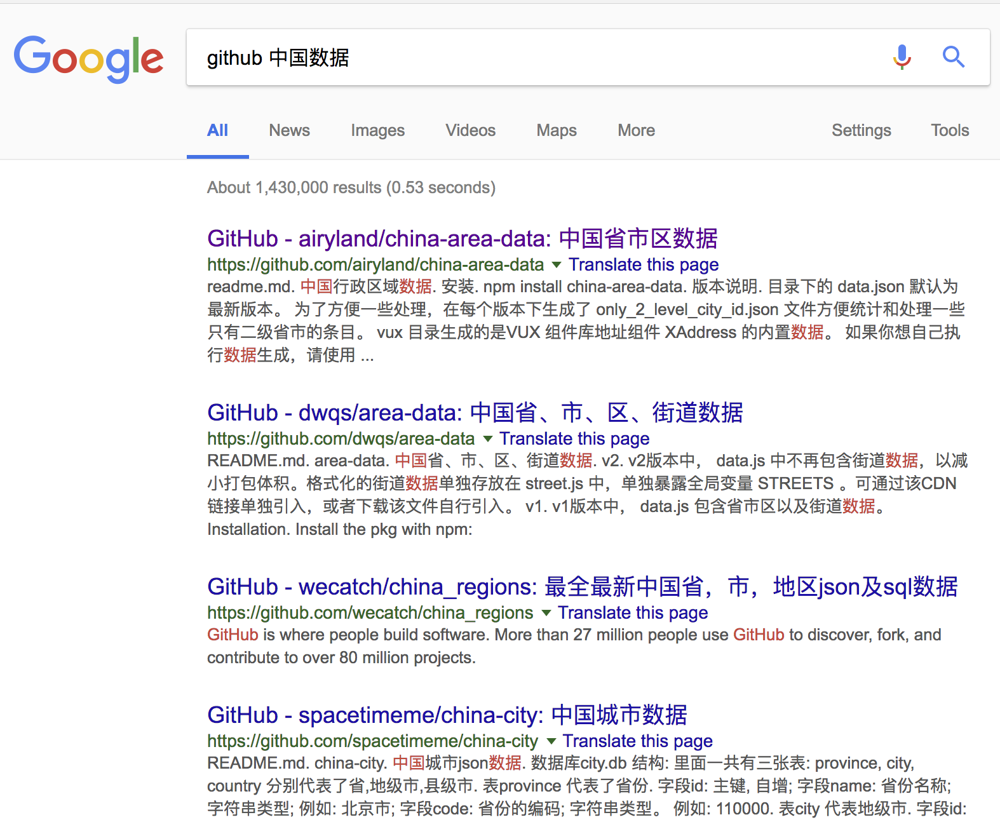 Google
github 中国数据
All News Images Videos Maps More Settings Tools
About 1,430,000 results (0.53 seconds)
GitHub - airyland/china-area-data: 中国省市区数据
https://github.com/airyland/china-area-data ▼ Translate this page
readme.md. 中国行政区域数据. 安装. npm install china-area-data. 版本说明. 目录下的 data.json 默认为
最新版本。 为了方便一些处理，在每个版本下生成了 only_2_level_city_id.json 文件方便统计和处理一些
只有二级省市的条目。 vux 目录生成的是VUX 组件库地址组件 XAddress 的内置数据。 如果你想自己执
行数据生成，请使用 ...
GitHub - dwqs/area-data: 中国省、市、区、街道数据
https://github.com/dwqs/area-data ▼ Translate this page
README.md. area-data. 中国省、市、区、街道数据. v2. v2版本中， data.js 中不再包含街道数据，以减
小打包体积。格式化的街道数据单独存放在 street.js 中，单独暴露全局变量 STREETS 。可通过该CDN
链接单独引入，或者下载该文件自行引入。 v1. v1版本中， data.js 包含省市区以及街道数据。
Installation. Install the pkg with npm:
GitHub - wecatch/china_regions: 最全最新中国省，市，地区json及sql数据
https://github.com/wecatch/china_regions ▼ Translate this page
GitHub is where people build software. More than 27 million people use GitHub to discover, fork, and
contribute to over 80 million projects.
GitHub - spacetimeme/china-city: 中国城市数据
https://github.com/spacetimeme/china-city ▼ Translate this page
README.md. china-city. 中国城市json数据. 数据库city.db 结构: 里面一共有三张表: province, city,
country 分别代表了省,地级市,县级市. 表province 代表了省份. 字段id: 主键, 自增; 字段name: 省份名称;
字符串类型; 例如: 北京市; 字段code: 省份的编码; 字符串类型。 例如: 110000. 表city 代表地级市. 字段id: